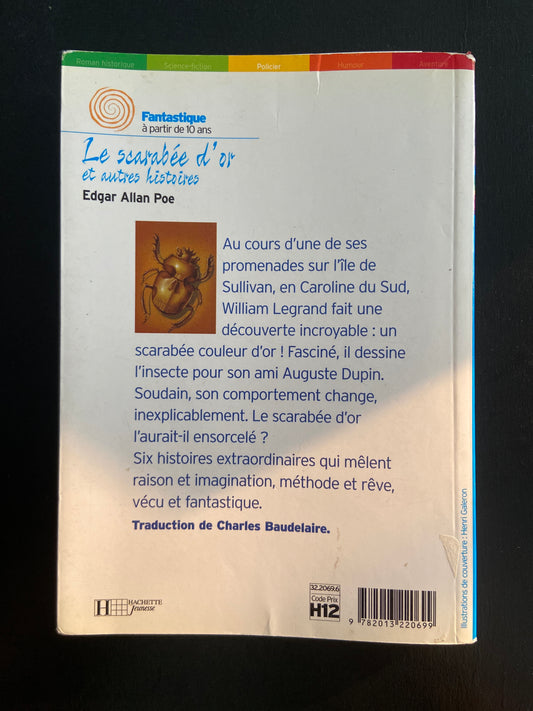 Roman historique
Science-fiction
Policier
Humour
Aventure
Fantastique
à partir de 10 ans
Le scarabée d'or
et autres histoires
Edgar Allan Poe
Au cours d'une de ses
promenades sur l'île de
Sullivan, en Caroline du Sud,
William Legrand fait une
découverte incroyable : un
scarabée couleur d'or ! Fasciné, il dessine
l'insecte pour son ami Auguste Dupin.
Soudain, son comportement change,
inexplicablement. Le scarabée d'or
l'aurait-il ensorcelé ?
Six histoires extraordinaires qui mêlent
raison et imagination, méthode et rêve,
vécu et fantastique.
Traduction de Charles Baudelaire.
H HACHETTE
Jeunesse
32.2069.6
Code Prix
H12
9 782013 220699
Illustrations de couverture : Henri Galeron